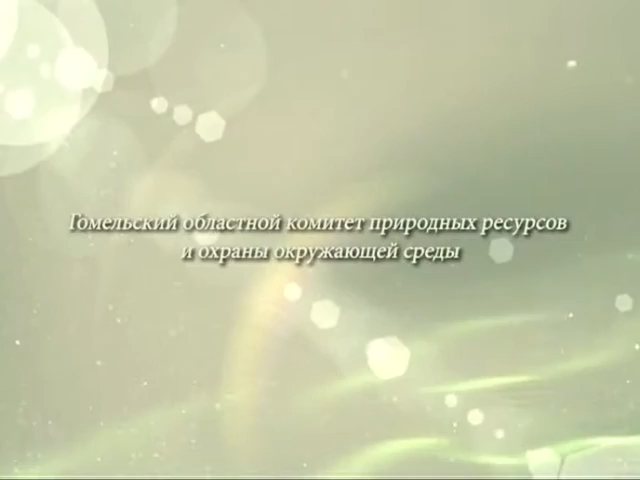 Гомельский областной комитет природных ресурсов
и охраны окружающей среды